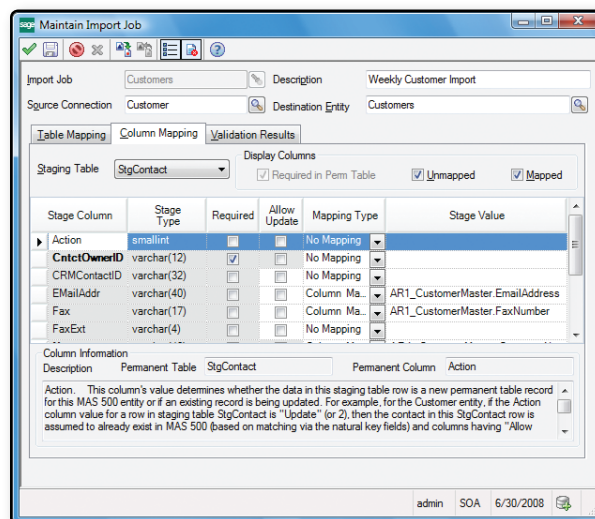 sage Maintain Import Job
Import Job Customers Description Weekly Customer Import
Source Connection Customer Destination Entity Customers
Table Mapping Column Mapping Validation Results
Display Columns
Staging Table StgContact Required in Perm Table Unmapped Mapped
Stage Column Stage Type Required Allow Update Mapping Type Stage Value
Action smallint No Mapping
CntctOwnerID varchar(12) No Mapping
CRMContactID varchar(32) No Mapping
EMailAddr varchar(40) Column Ma... AR1_CustomerMaster.EmailAddress
Fax varchar(17) Column Ma... AR1_CustomerMaster.FaxNumber
FaxExt varchar(4) No Mapping
Column Information
Description Permanent Table StgContact Permanent Column Action
Action. This column's value determines whether the data in this staging table row is a new permanent table record
for this MAS 500 entity or if an existing record is being updated. For example, for the Customer entity, if the Action
column value for a row in staging table StgContact is "Update" (or 2), then the contact in this StgContact row is
assumed to already exist in MAS 500 (based on matching via the natural key fields) and columns having "Allow
admin SOA 6/30/2008